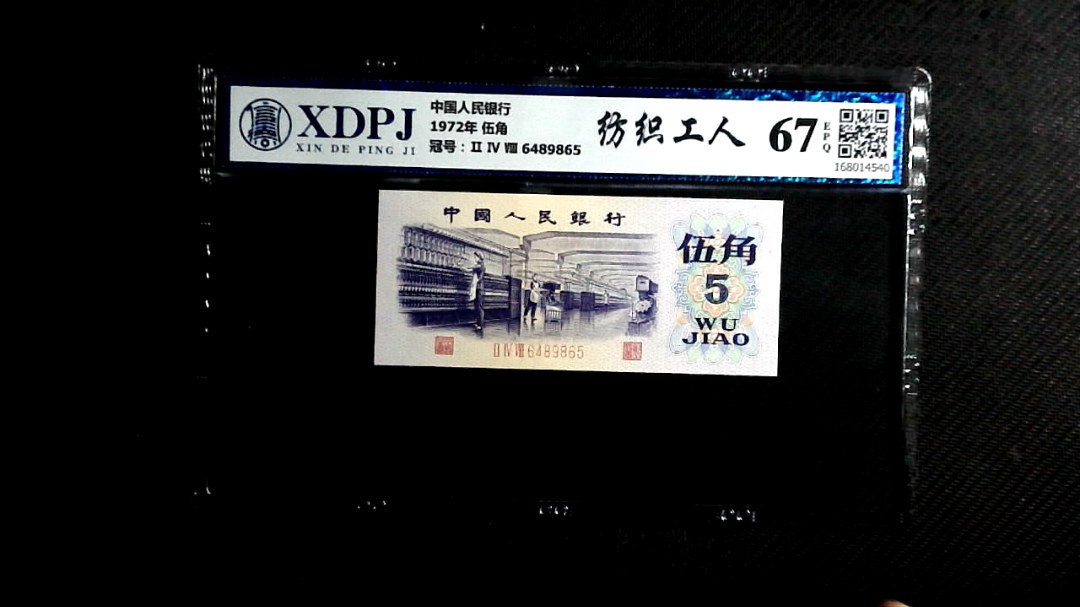 XDPJ
XIN DE PING JI
中国人民银行
1972年 伍角
冠号：Ⅱ Ⅳ Ⅷ 6489865
纺织工人
67
EPQ
168014540
中國人民銀行
伍角
5
WU
JIAO
Ⅱ Ⅳ Ⅷ 6489865